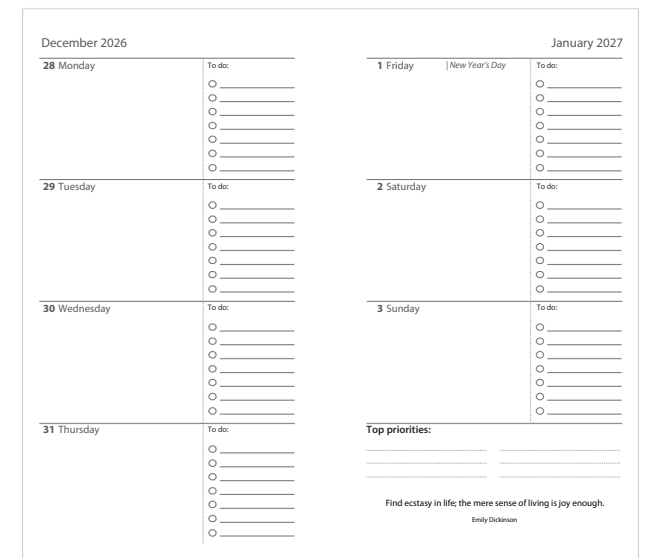 December 2026
28 Monday
To do:
29 Tuesday
To do:
30 Wednesday
To do:
31 Thursday
To do:
January 2027
1 Friday | New Year's Day
To do:
2 Saturday
To do:
3 Sunday
To do:
Top priorities:
Find ecstasy in life; the mere sense of living is joy enough.
Emily Dickinson